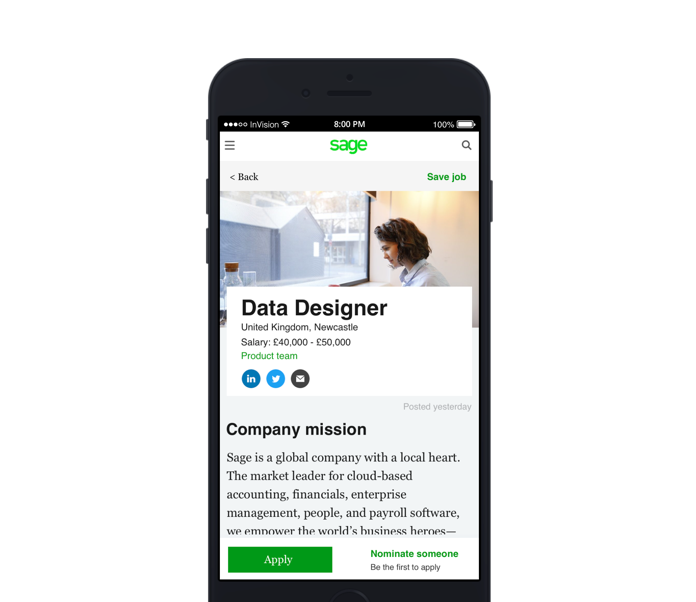 InVision 8:00 PM 100%
sage
< Back Save job
Data Designer
United Kingdom, Newcastle
Salary: £40,000 - £50,000
Product team
in
Posted yesterday
Company mission
Sage is a global company with a local heart.
The market leader for cloud-based
accounting, financials, enterprise
management, people, and payroll software,
we empower the world's business heroes—
Apply
Nominate someone
Be the first to apply